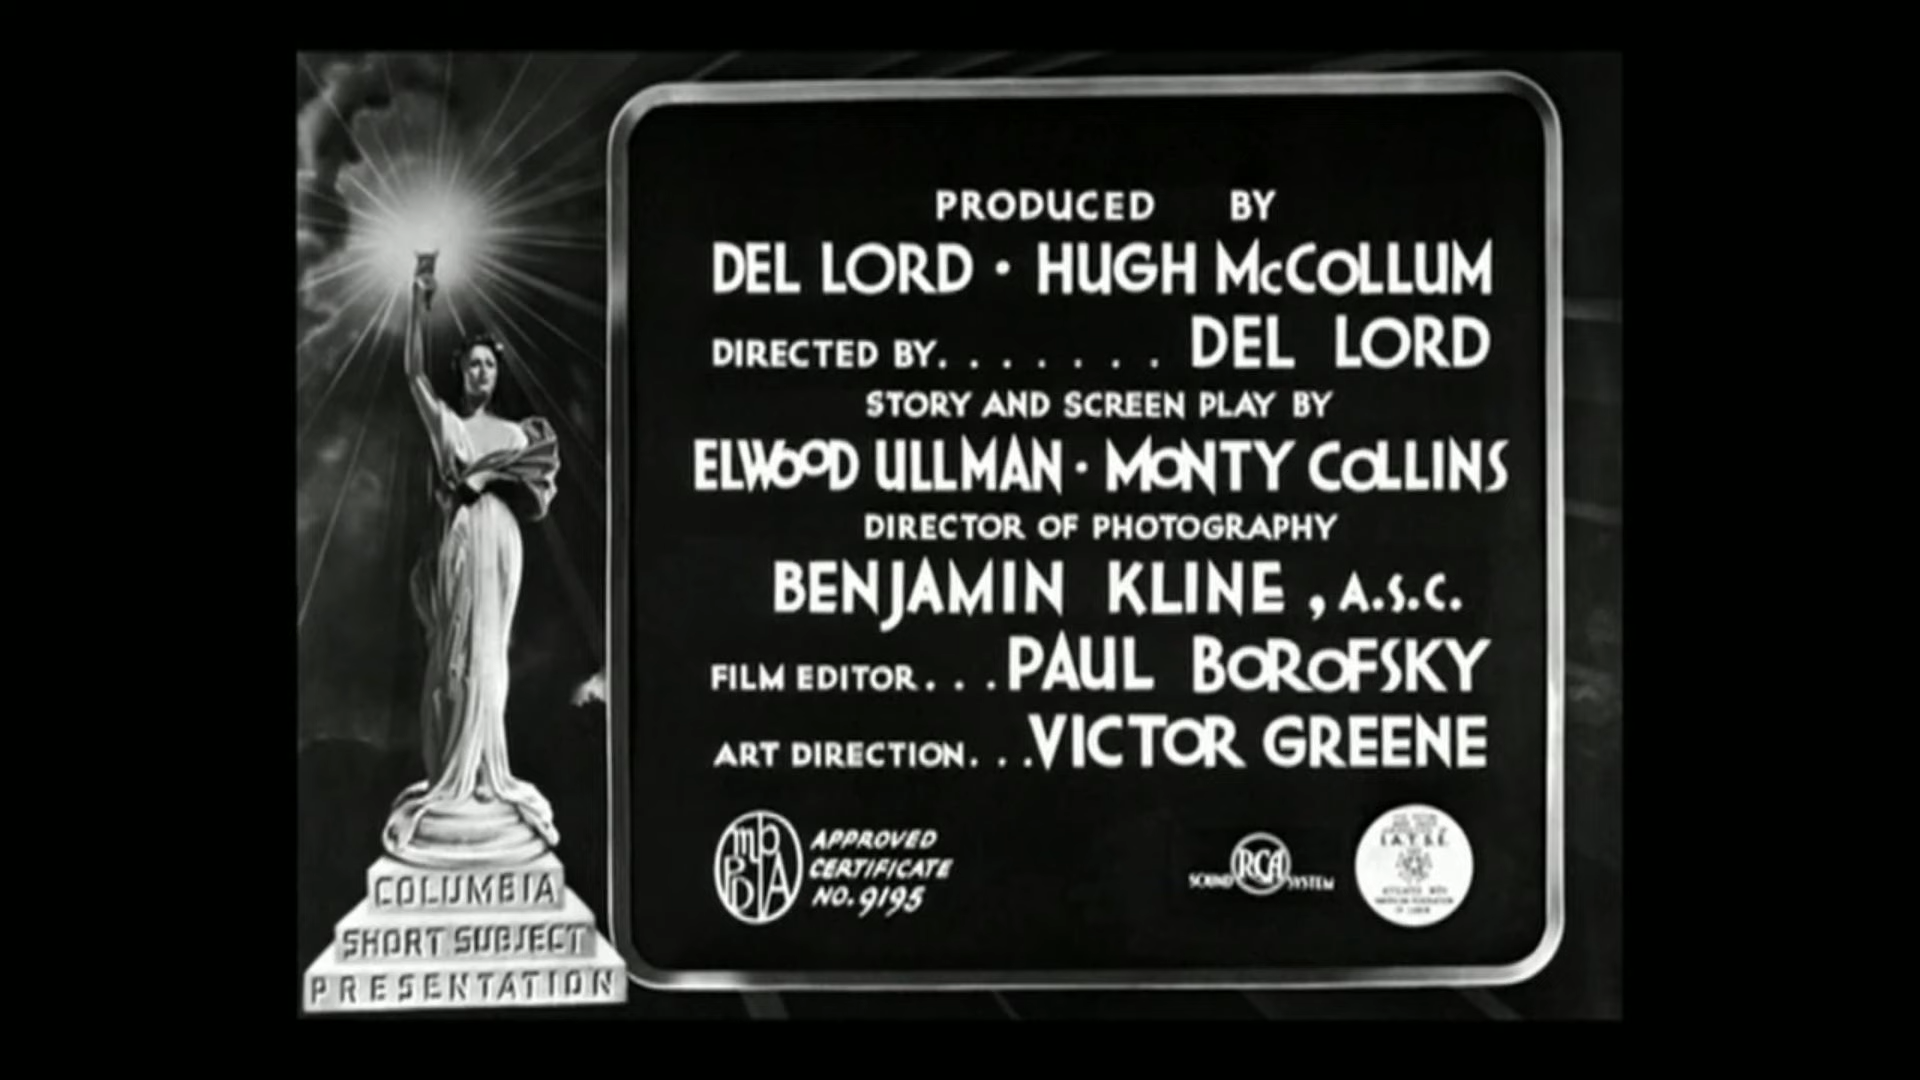 PRODUCED BY
DEL LORD · HUGH McCOLLUM
DIRECTED BY. . . . . . . DEL LORD
STORY AND SCREEN PLAY BY
ELWOOD ULLMAN · MONTY COLLINS
DIRECTOR OF PHOTOGRAPHY
BENJAMIN KLINE, A.S.C.
FILM EDITOR. . . PAUL BOROFSKY
ART DIRECTION. . . VICTOR GREENE
MPPDA
APPROVED
CERTIFICATE
NO. 9195
SOUND RCA SYSTEM
I.A.T.S.E.
COLUMBIA
SHORT SUBJECT
PRESENTATION